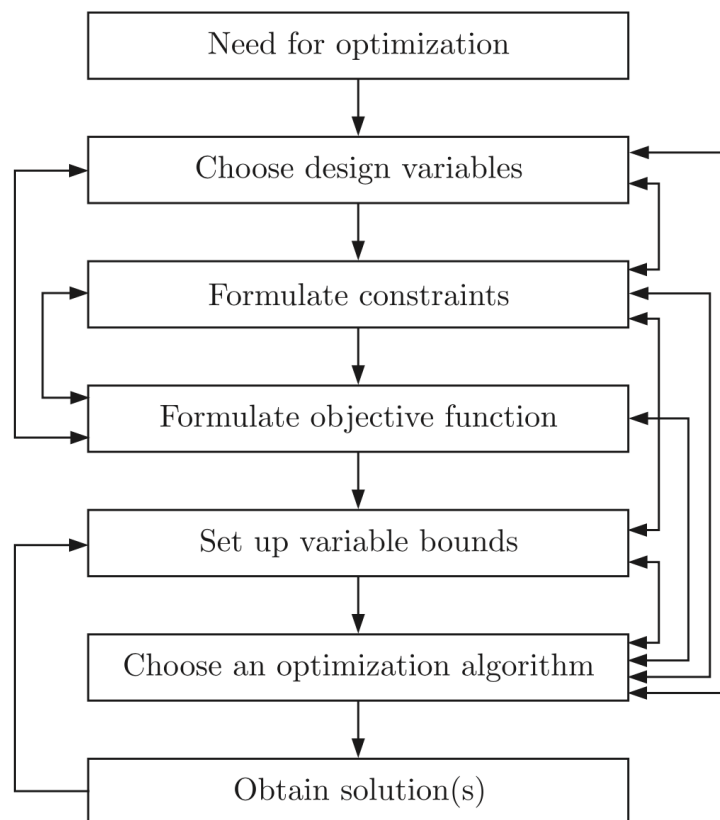 Need for optimization
Choose design variables
Formulate constraints
Formulate objective function
Set up variable bounds
Choose an optimization algorithm
Obtain solution(s)